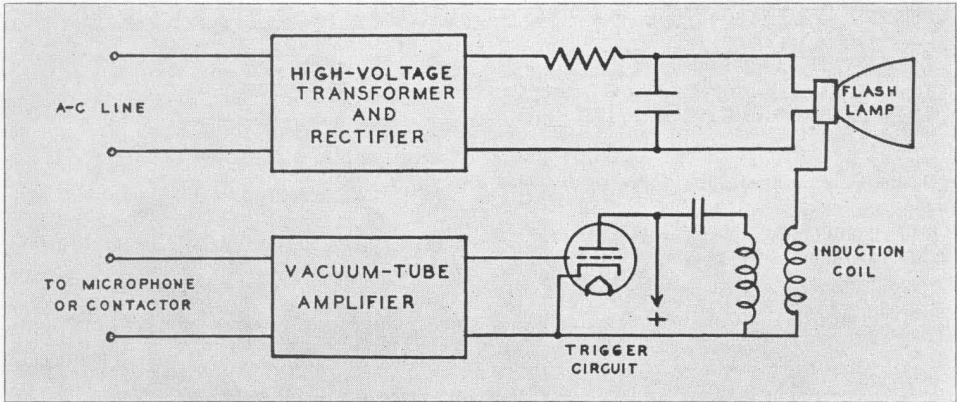 A-C LINE
HIGH-VOLTAGE
TRANSFORMER
AND
RECTIFIER
FLASH
LAMP
TO MICROPHONE
OR CONTACTOR
VACUUM-TUBE
AMPLIFIER
+
TRIGGER
CIRCUIT
INDUCTION
COIL